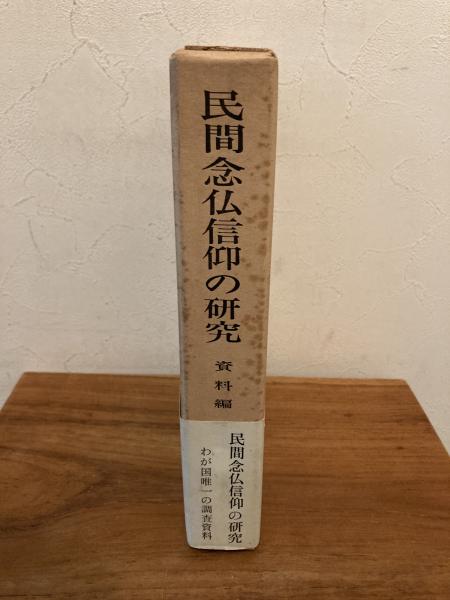 民間念仏信仰の研究
資料編
民間念仏信仰の研究
わが国唯一の調査資料